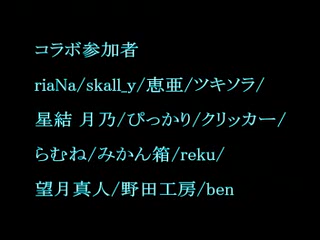 コラボ参加者
riaNa/skall_y/恵亜/ツキソラ/
星結 月乃/ぴっかり/クリッカー/
らむね/みかん箱/reku/
望月真人/野田工房/ben